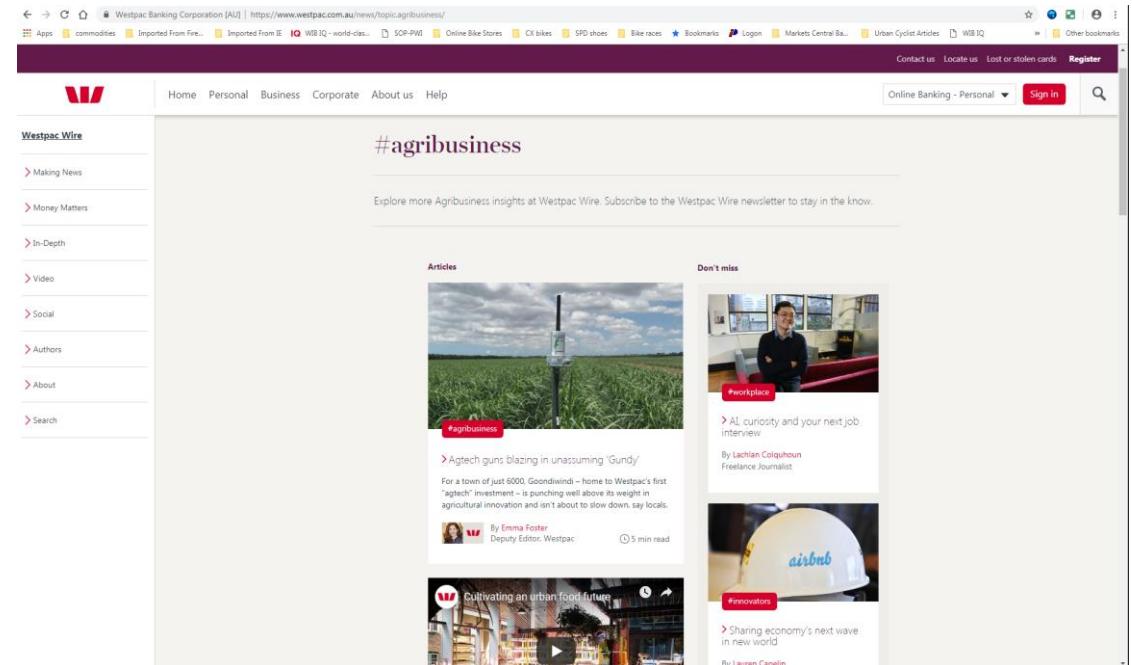 Westpac Banking Corporation [AU] | https://www.westpac.com.au/news/topic.agribusiness/
Apps commodities Imported From Fire... Imported From IE IQ WIB IQ - world-clas... SOP-PWI Online Bike Stores CX bikes SPD shoes Bike races Bookmarks Logon Markets Central Ba... Urban Cyclist Articles WIB IQ » Other bookmarks
Contact us Locate us Lost or stolen cards Register
Home Personal Business Corporate About us Help Online Banking - Personal Sign in
Westpac Wire
Making News
Money Matters
In-Depth
Video
Social
Authors
About
Search
#agribusiness
Explore more Agribusiness insights at Westpac Wire. Subscribe to the Westpac Wire newsletter to stay in the know.
Articles
#agribusiness
Agtech guns blazing in unassuming 'Gundy'
For a town of just 6000, Goondiwindi – home to Westpac's first
"agtech" investment – is punching well above its weight in
agricultural innovation and isn't about to slow down, say locals.
By Emma Foster
Deputy Editor, Westpac 5 min read
Cultivating an urban food future
Don't miss
#workplace
AI, curiosity and your next job
interview
By Lachlan Colquhoun
Freelance Journalist
airbnb
#innovators
Sharing economy's next wave
in new world
By Lauren Capelin